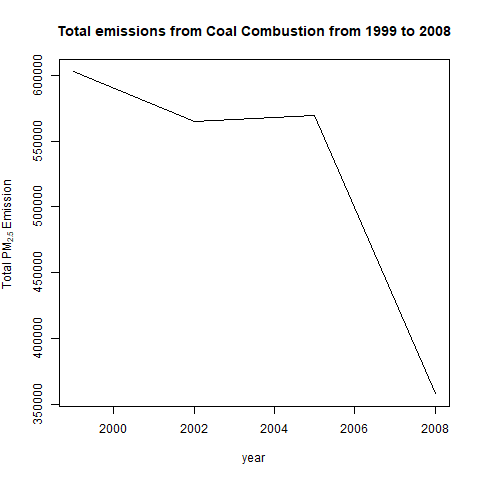 Total emissions from Coal Combustion from 1999 to 2008
Total PM2.5 Emission
600000
550000
500000
450000
400000
350000
2000 2002 2004 2006 2008
year